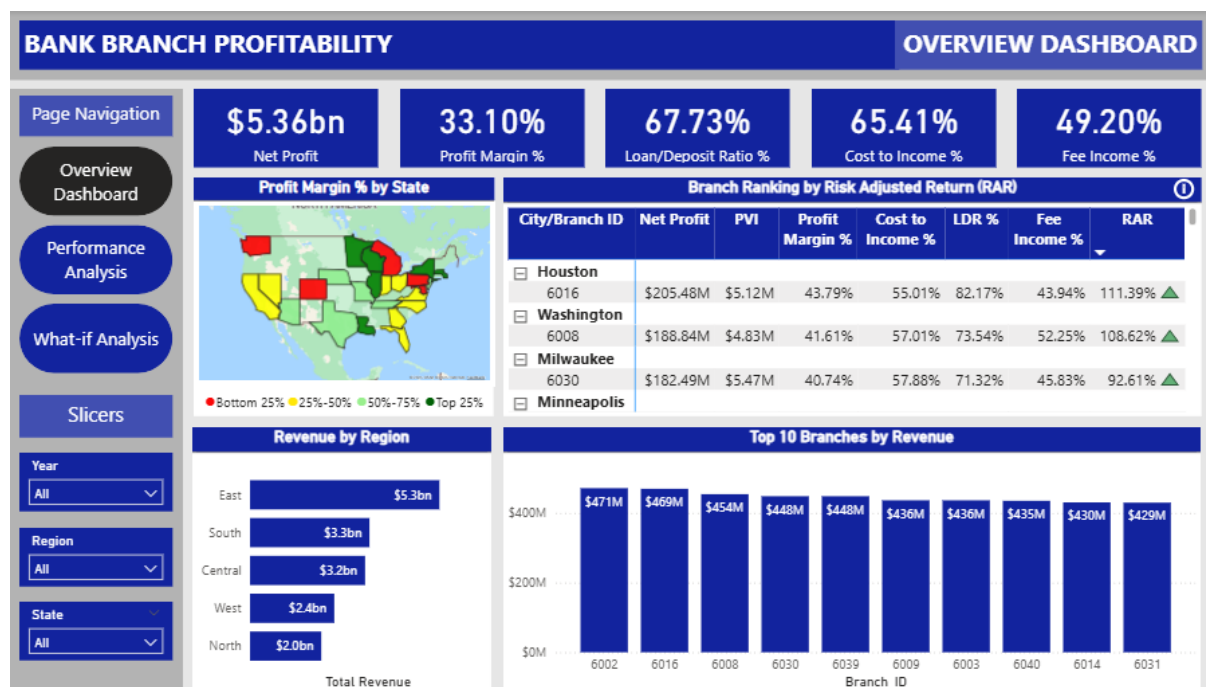 BANK BRANCH PROFITABILITY
OVERVIEW DASHBOARD
Page Navigation
Overview
Dashboard
Performance
Analysis
What-if Analysis
Slicers
Year
All
Region
All
State
All
$5.36bn
Net Profit
33.10%
Profit Margin %
67.73%
Loan/Deposit Ratio %
65.41%
Cost to Income %
49.20%
Fee Income %
Profit Margin % by State
Bottom 25% 25%-50% 50%-75% Top 25%
Branch Ranking by Risk Adjusted Return (RAR)
City/Branch ID Net Profit PVI Profit Margin % Cost to Income % LDR % Fee Income % RAR
Houston
6016 $205.48M $5.12M 43.79% 55.01% 82.17% 43.94% 111.39%
Washington
6008 $188.84M $4.83M 41.61% 57.01% 73.54% 52.25% 108.62%
Milwaukee
6030 $182.49M $5.47M 40.74% 57.88% 71.32% 45.83% 92.61%
Minneapolis
Revenue by Region
East $5.3bn
South $3.3bn
Central $3.2bn
West $2.4bn
North $2.0bn
Total Revenue
Top 10 Branches by Revenue
$400M
$200M
$0M
$471M $469M $454M $448M $448M $436M $436M $435M $430M $429M
6002 6016 6008 6030 6039 6009 6003 6040 6014 6031
Branch ID